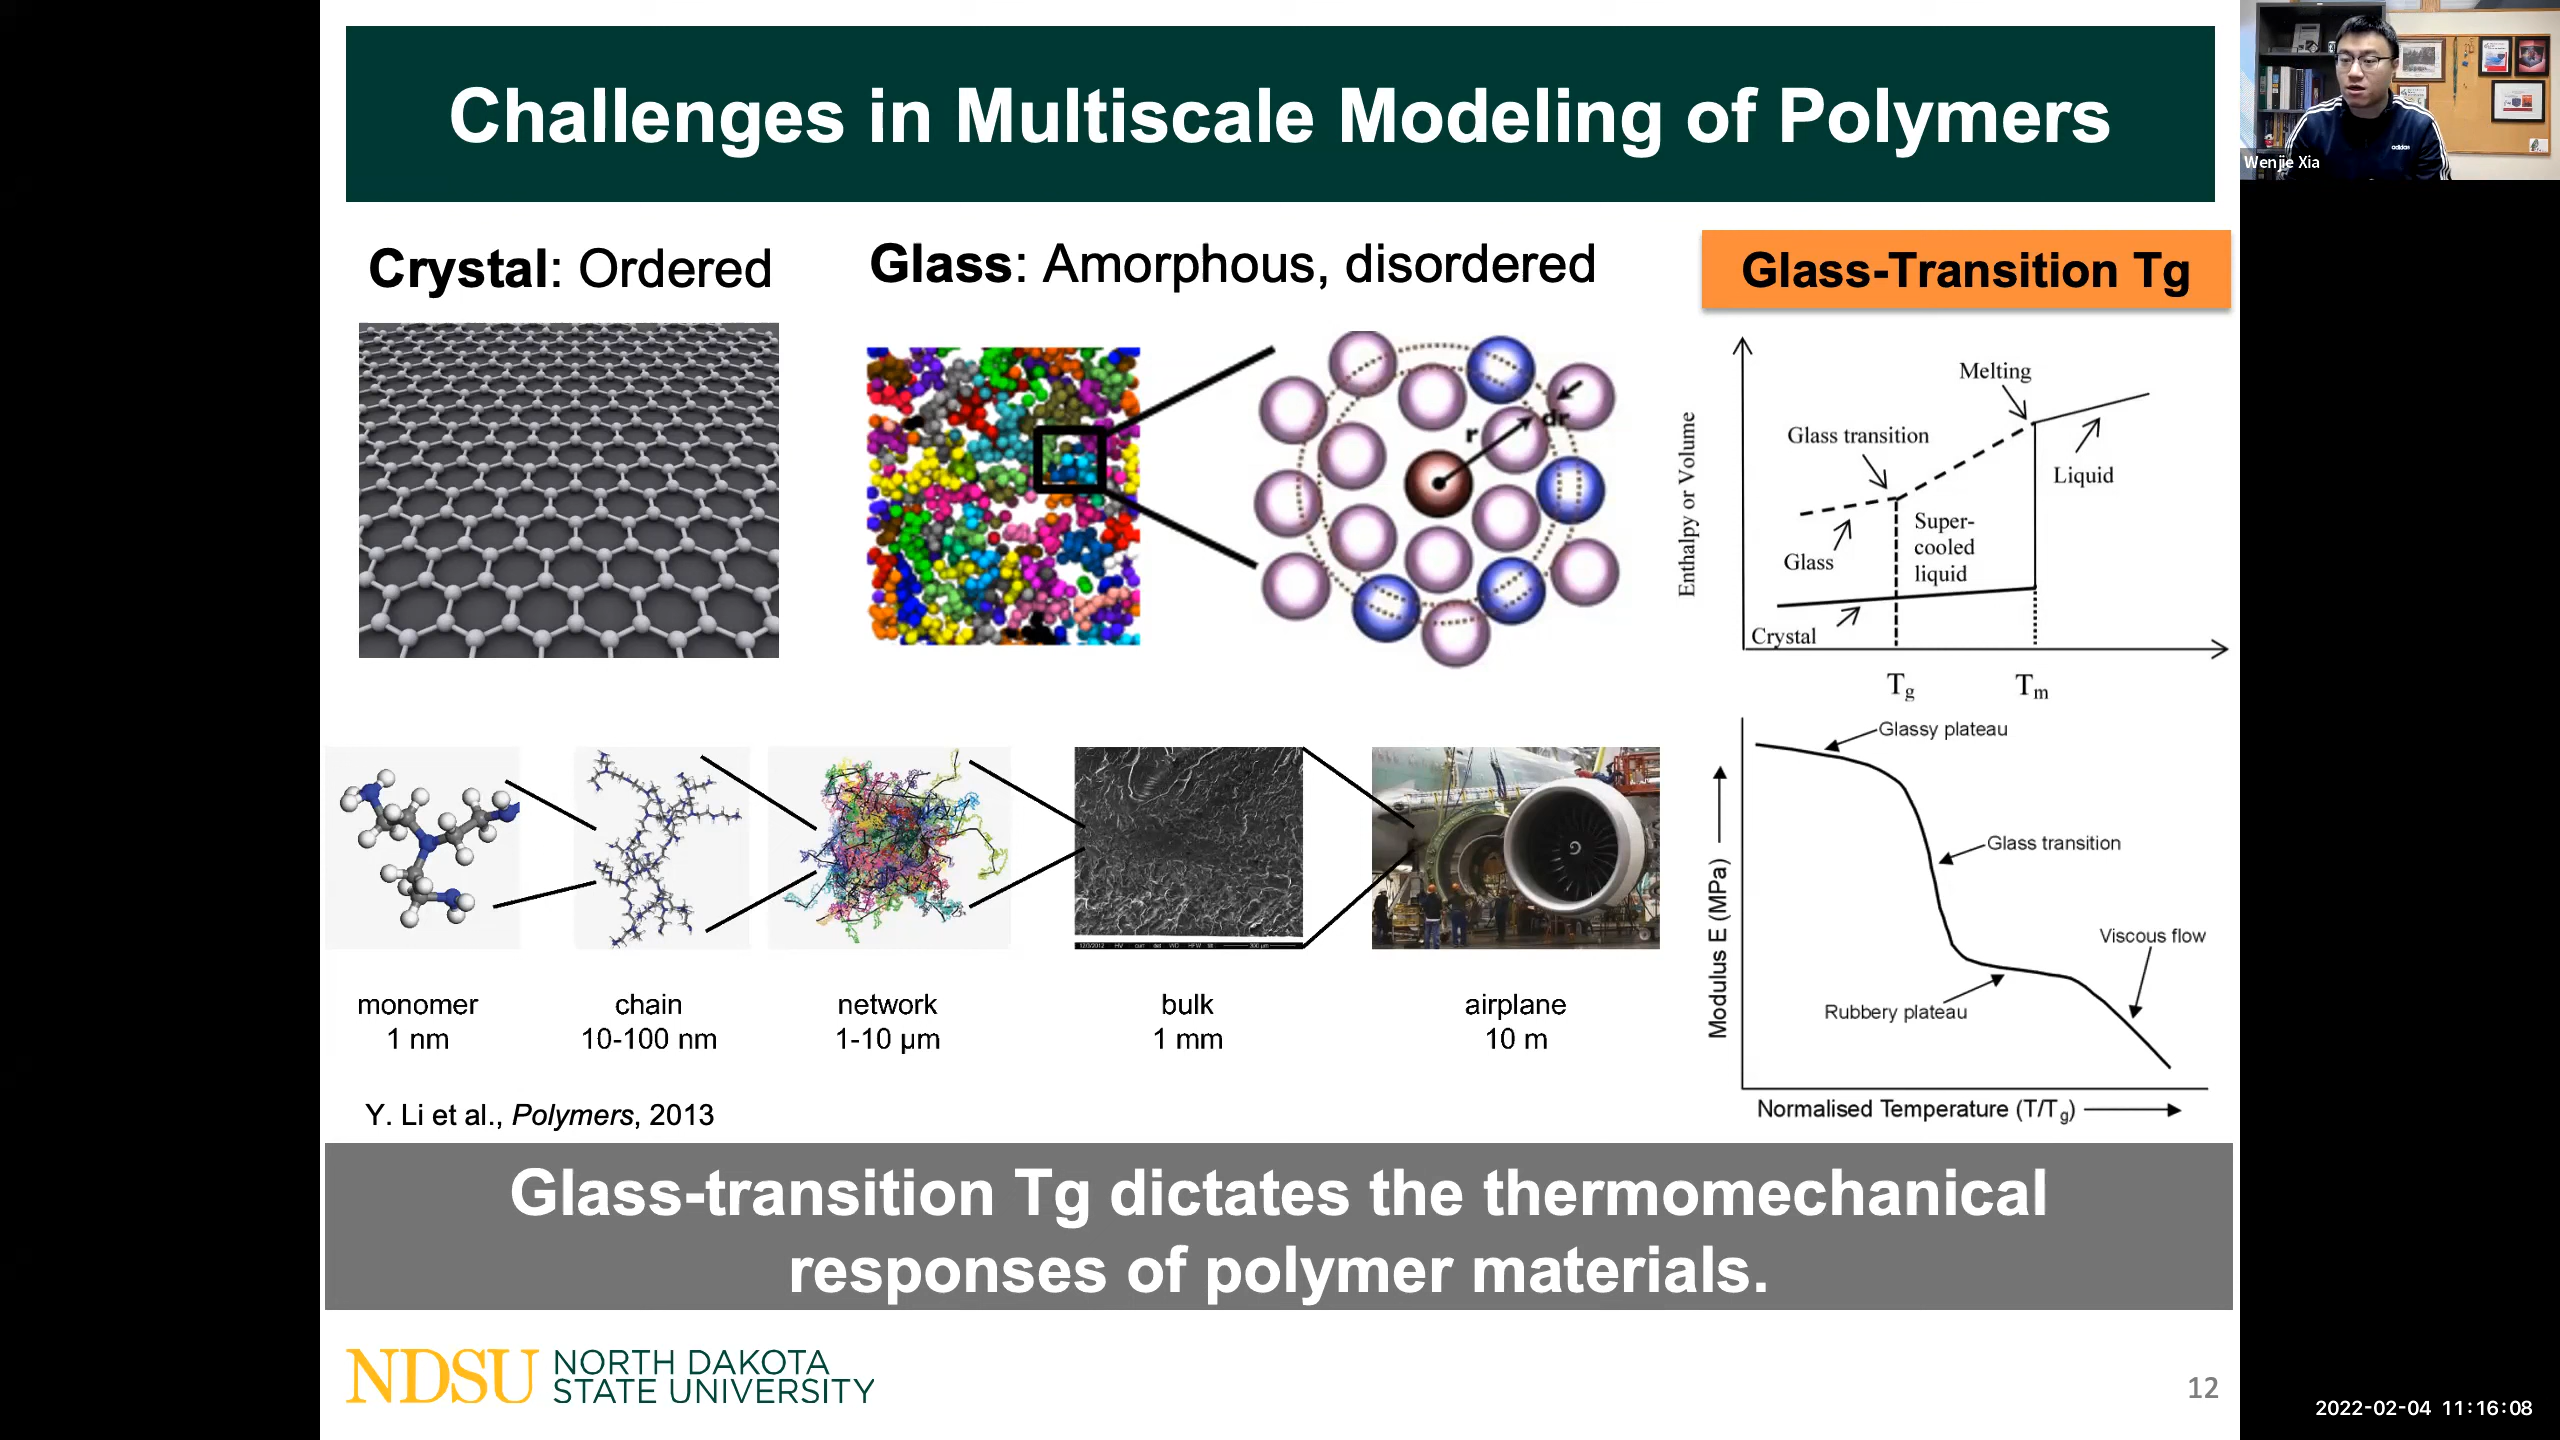 Challenges in Multiscale Modeling of Polymers
Wenjie Xia
adidas
Crystal: Ordered
Glass: Amorphous, disordered
Glass-Transition Tg
r
dr
Enthalpy or Volume
Melting
Glass transition
Liquid
Super-
cooled
liquid
Glass
Crystal
Tg
Tm
monomer
1 nm
chain
10-100 nm
network
1-10 µm
bulk
1 mm
airplane
10 m
Modulus E (MPa)
Glassy plateau
Glass transition
Viscous flow
Rubbery plateau
Normalised Temperature (T/Tg)
Y. Li et al., Polymers, 2013
Glass-transition Tg dictates the thermomechanical
responses of polymer materials.
NDSU NORTH DAKOTA
STATE UNIVERSITY
12
2022-02-04 11:16:08